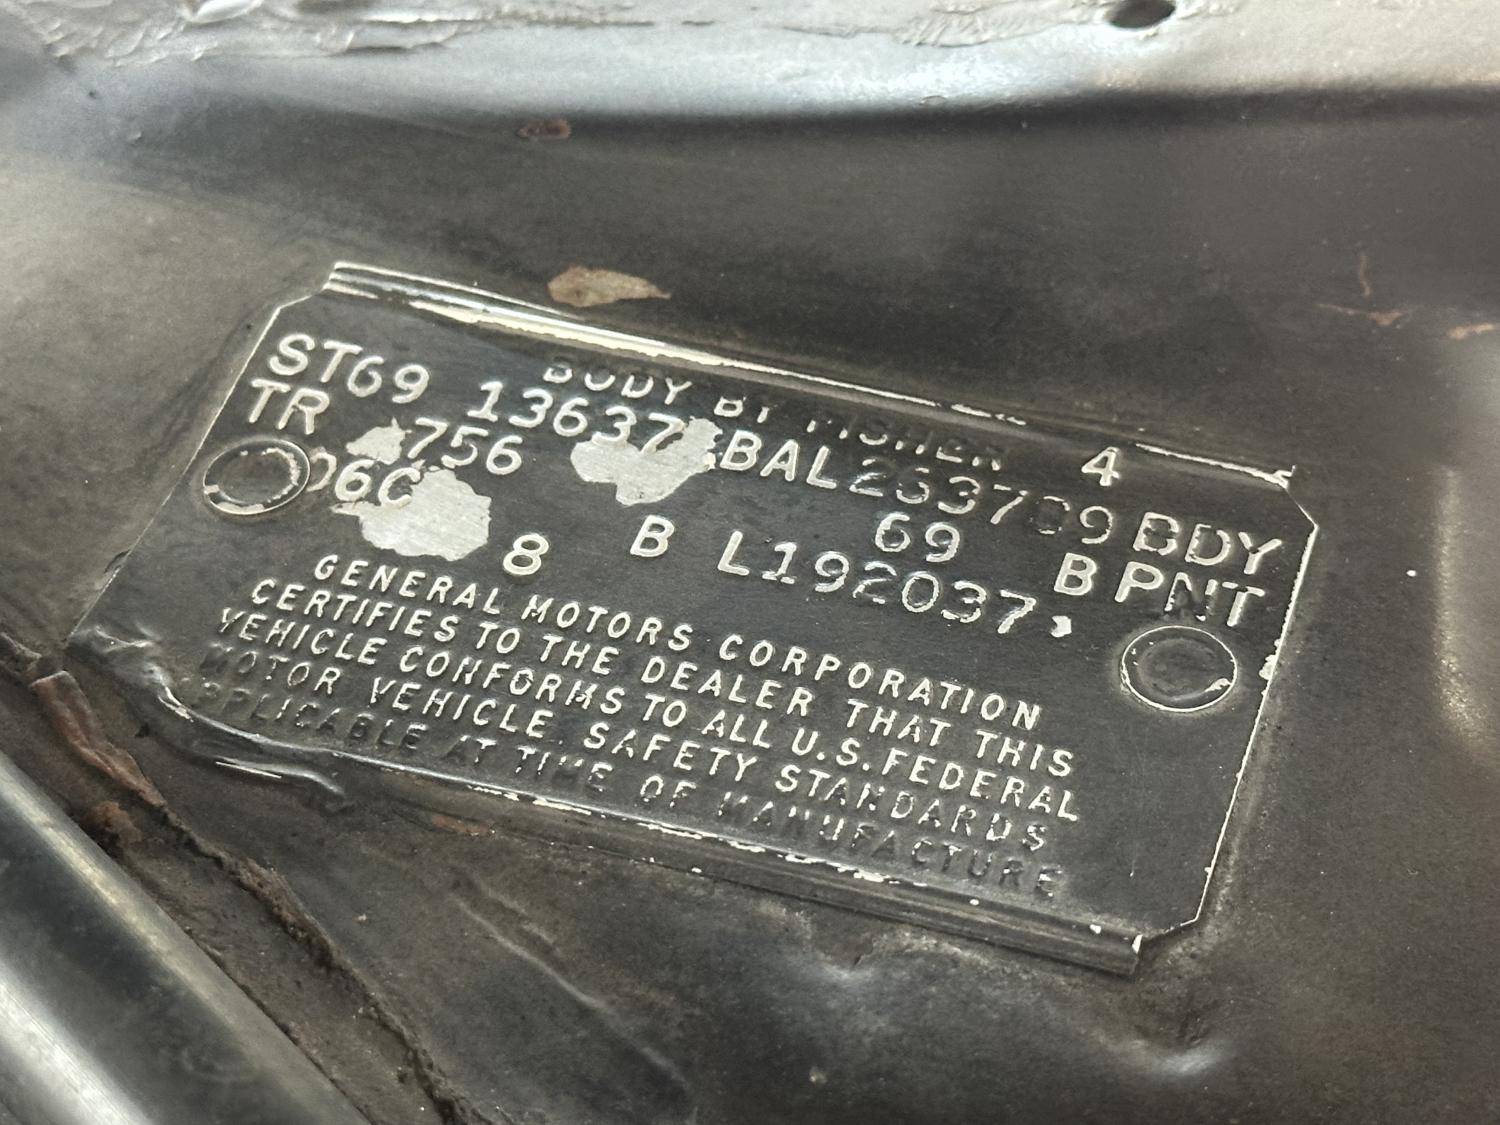 BODY BY FISHER 4
ST69 13637 BAL263709 BDY
TR 756 69 B PNT
06C 8 B L192037
GENERAL MOTORS CORPORATION
CERTIFIES TO THE DEALER THAT THIS
VEHICLE CONFORMS TO ALL U.S. FEDERAL
MOTOR VEHICLE SAFETY STANDARDS
APPLICABLE AT TIME OF MANUFACTURE